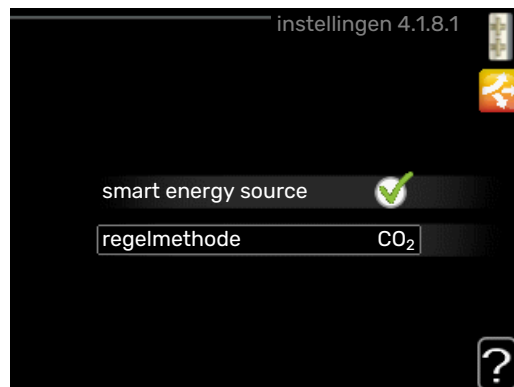 instellingen 4.1.8.1
smart energy source
regelmethode CO₂
?